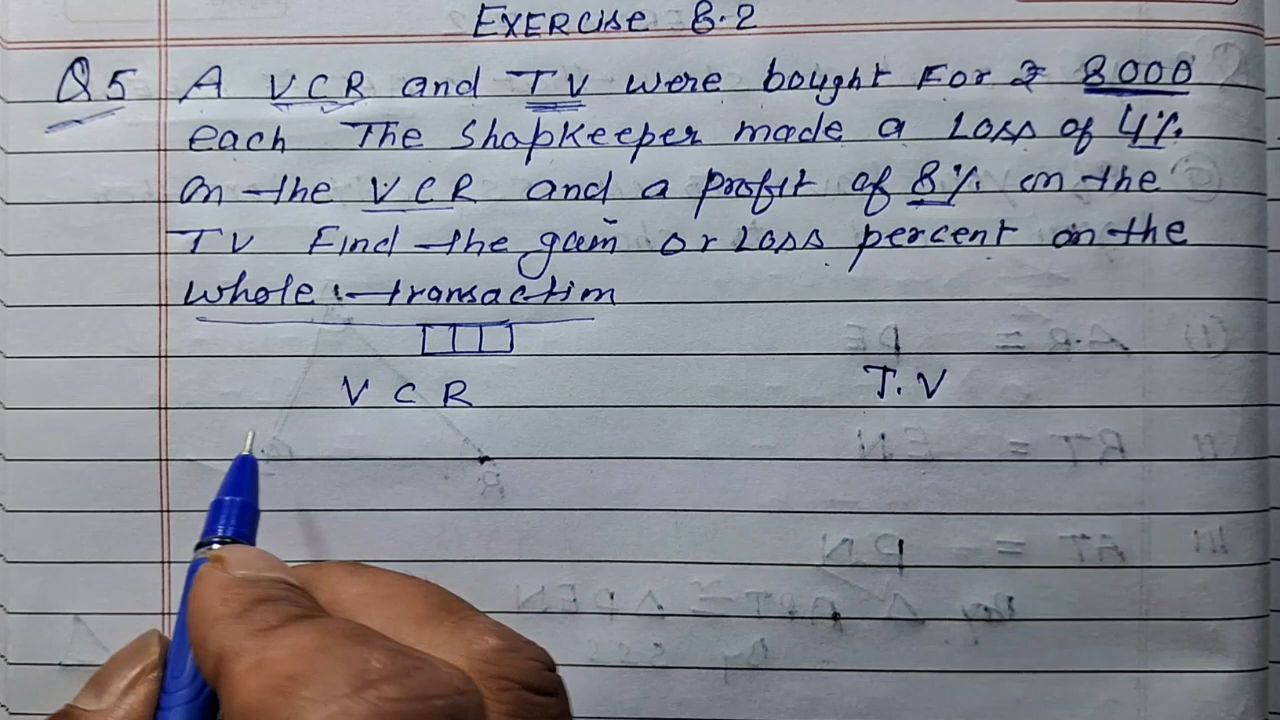 EXERCISE 8.2
Q5 A VCR and TV were bought For ₹ 8000
each The Shopkeeper made a Loss of 4%
on the VCR and a profit of 8% on the
TV Find the gain or Loss percent on the
whole transaction
V C R T.V